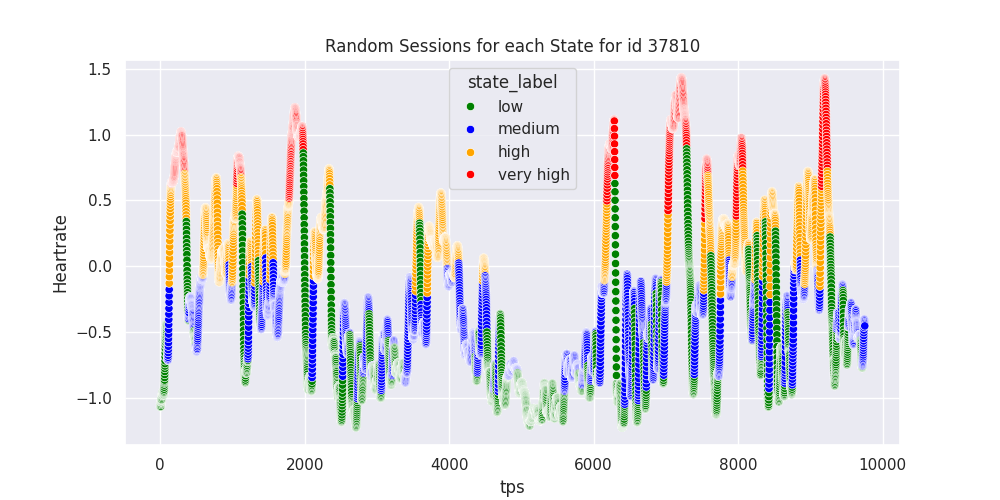 Random Sessions for each State for id 37810
1.5
1.0
0.5
0.0
−0.5
−1.0
Heartrate
state_label
low
medium
high
very high
0 2000 4000 6000 8000 10000
tps